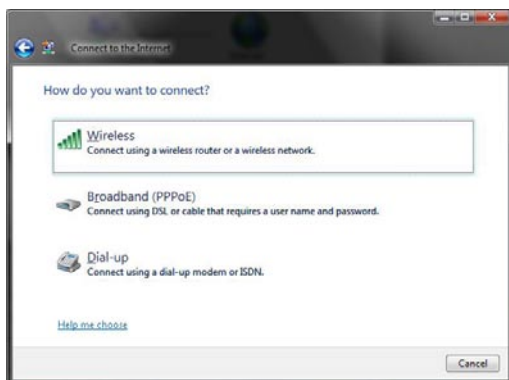 Connect to the Internet
How do you want to connect?
Wireless
Connect using a wireless router or a wireless network.
Broadband (PPPoE)
Connect using DSL or cable that requires a user name and password.
Dial-up
Connect using a dial-up modem or ISDN.
Help me choose
Cancel